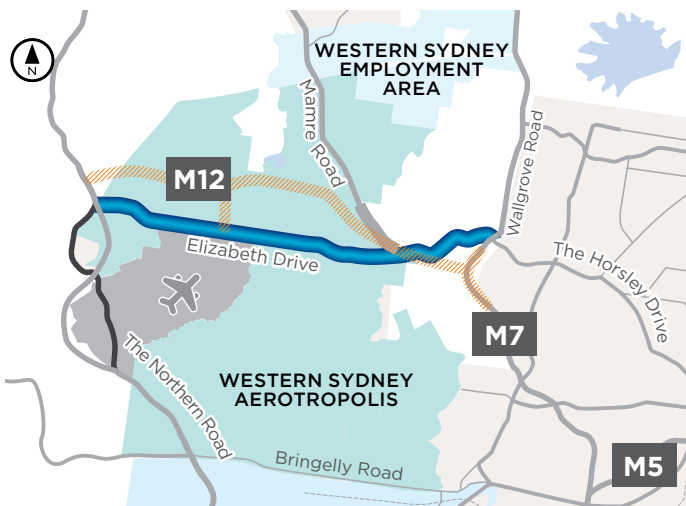 WESTERN SYDNEY
EMPLOYMENT
AREA
N
Mamre Road
Wallgrove Road
M12
Elizabeth Drive
The Horsley Drive
M7
The Northern Road
WESTERN SYDNEY
AEROTROPOLIS
Bringelly Road
M5